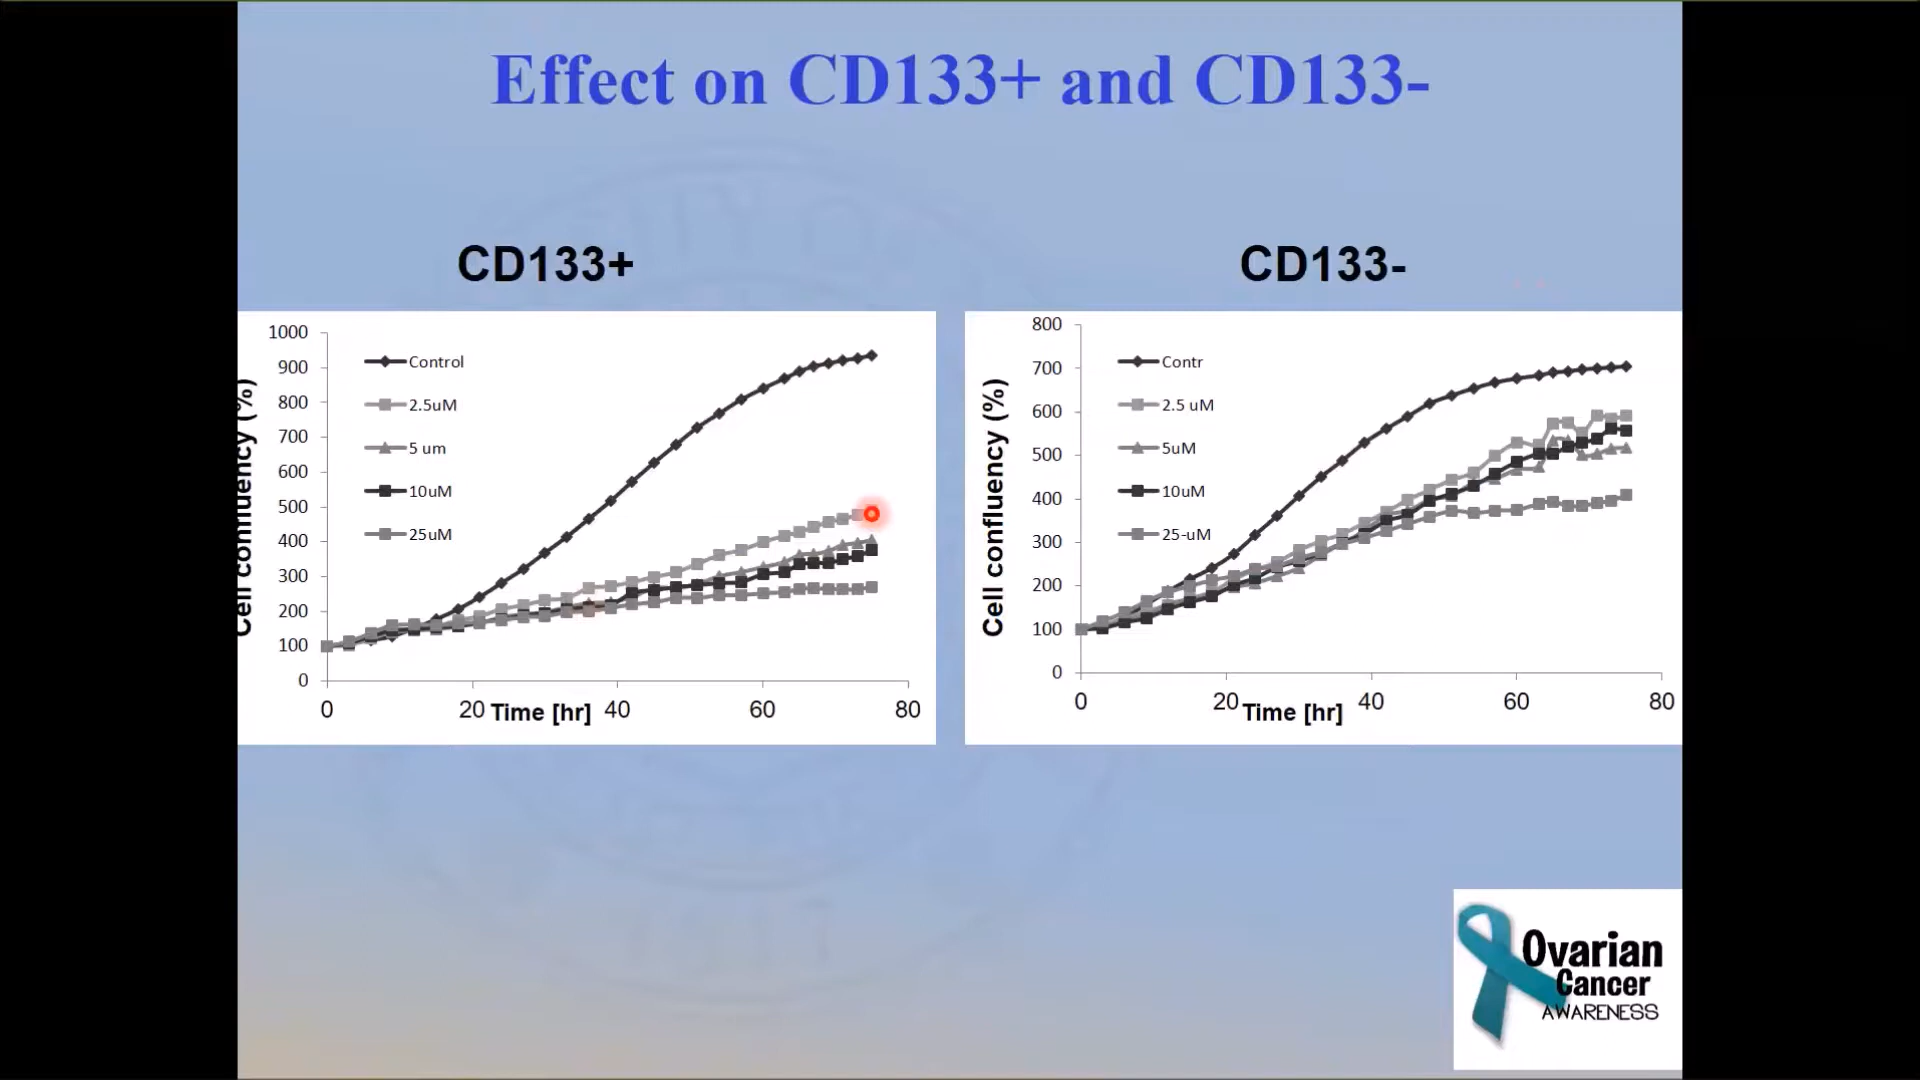 Effect on CD133+ and CD133-
CD133+
Cell confluency (%)
1000
900
800
700
600
500
400
300
200
100
0
Control
2.5uM
5 um
10uM
25uM
0
20
40
60
80
Time [hr]
CD133-
Cell confluency (%)
800
700
600
500
400
300
200
100
0
Contr
2.5 uM
5uM
10uM
25-uM
0
20
40
60
80
Time [hr]
Ovarian
Cancer
AWARENESS